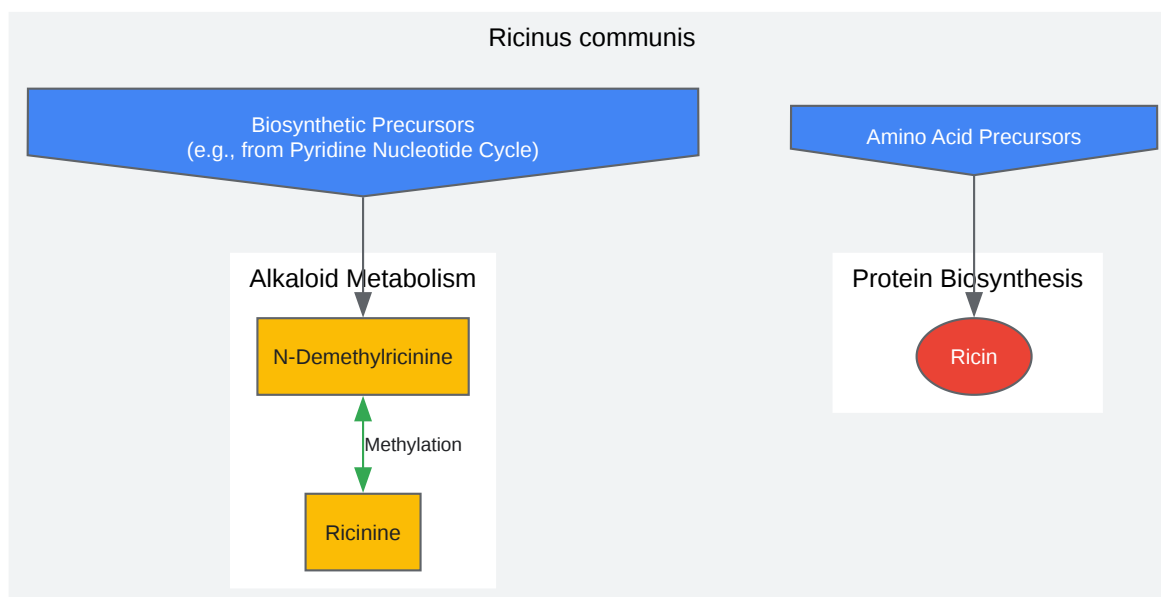 Ricinus communis
Biosynthetic Precursors
(e.g., from Pyridine Nucleotide Cycle)
Amino Acid Precursors
Alkaloid Metabolism
Protein Biosynthesis
N-Demethylricinine
Ricin
Methylation
Ricinine